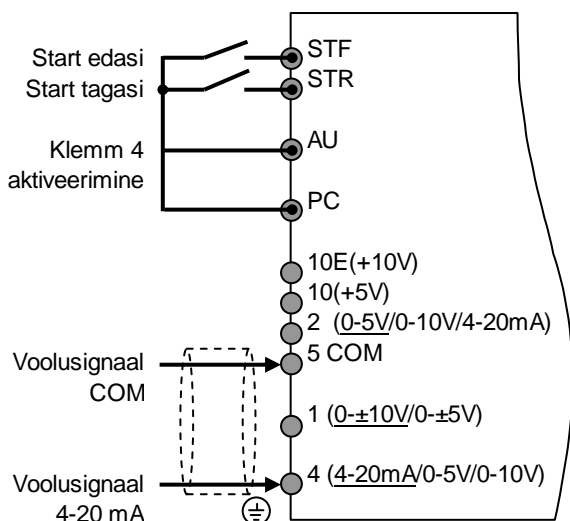 Start edasi
STF
Start tagasi
STR
Klemm 4
aktiveerimine
AU
PC
10E(+10V)
10(+5V)
2 (0-5V/0-10V/4-20mA)
5 COM
Voolusignaal
COM
1 (0-±10V/0-±5V)
4 (4-20mA/0-5V/0-10V)
Voolusignaal
4-20 mA